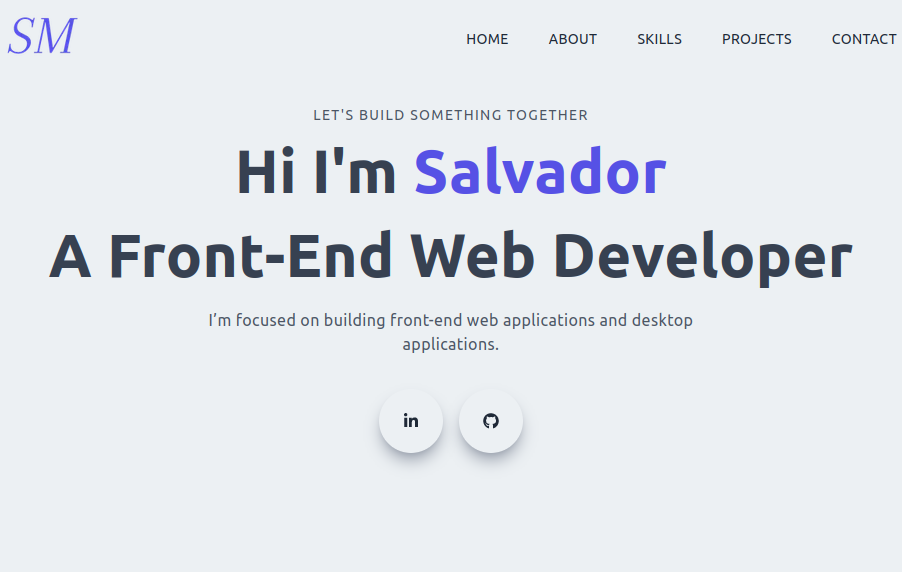 SM
HOME ABOUT SKILLS PROJECTS CONTACT
LET'S BUILD SOMETHING TOGETHER
Hi I'm Salvador
A Front-End Web Developer
I’m focused on building front-end web applications and desktop
applications.
in